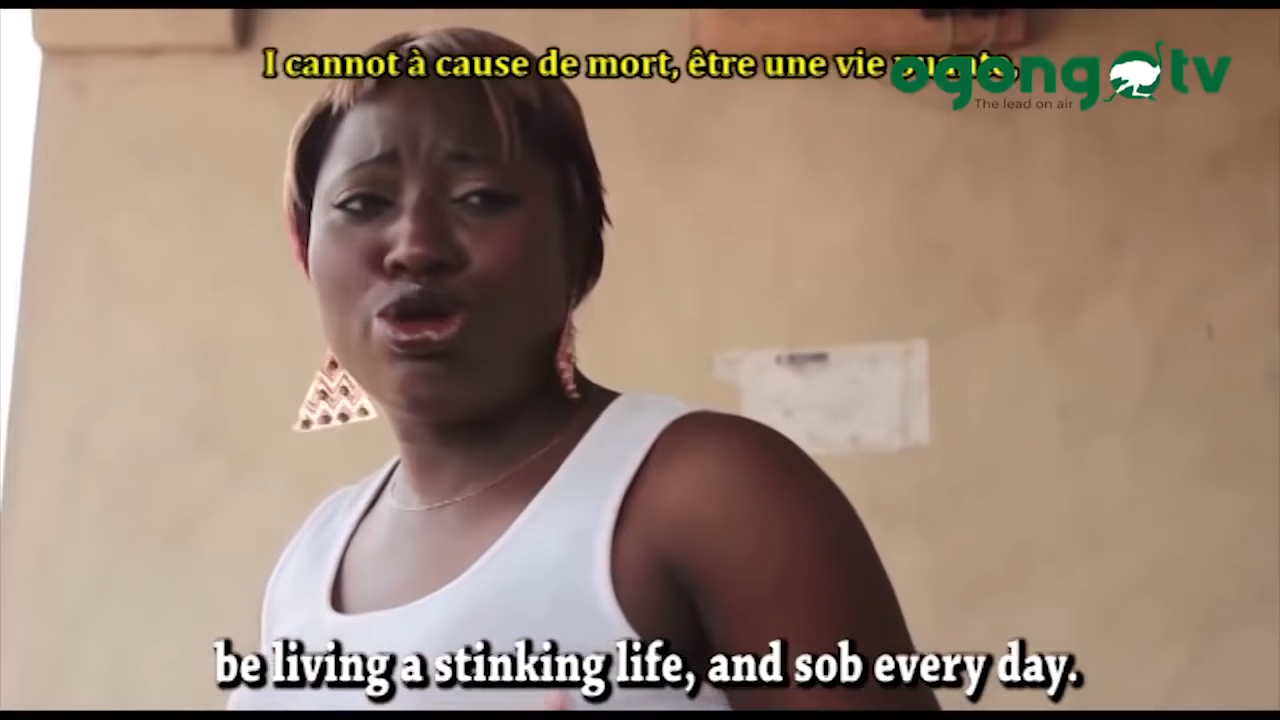 I cannot à cause de mort, être une vie
ogongo tv
The lead on air
be living a stinking life, and sob every day.